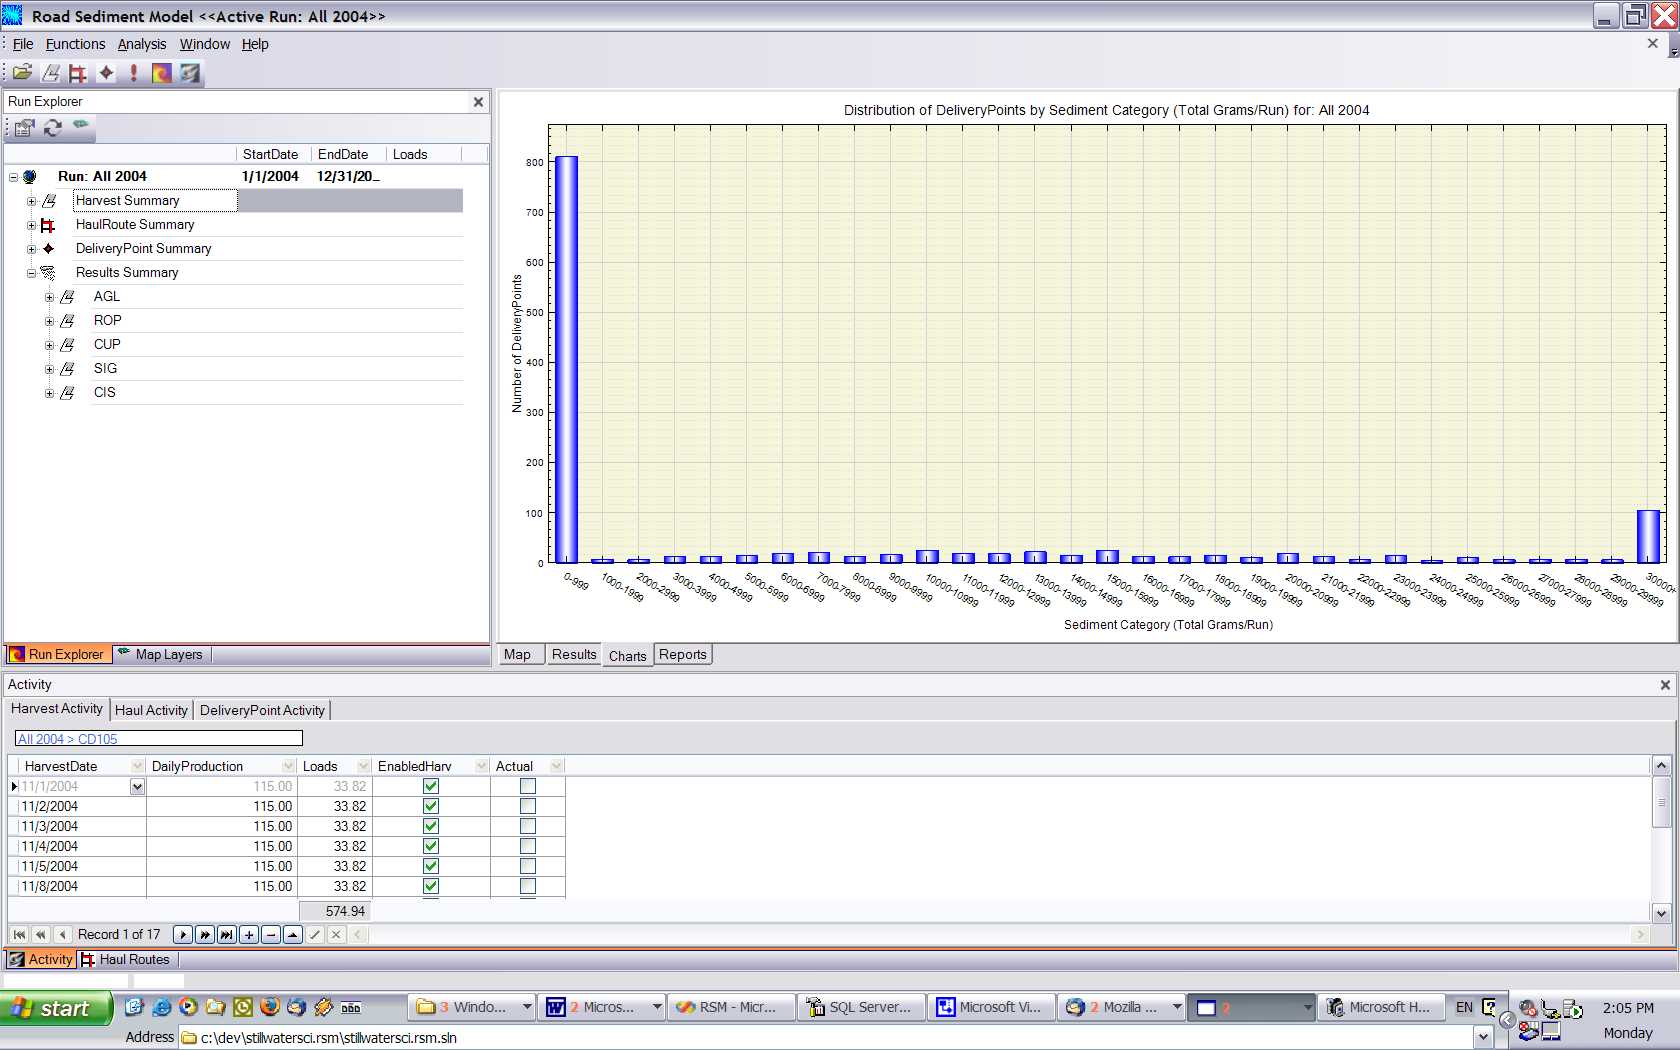 Road Sediment Model <<Active Run: All 2004>>
File Functions Analysis Window Help
Run Explorer
StartDate EndDate Loads
Run: All 2004 1/1/2004 12/31/20...
Harvest Summary
HaulRoute Summary
DeliveryPoint Summary
Results Summary
AGL
ROP
CUP
SIG
CIS
Run Explorer Map Layers
Distribution of DeliveryPoints by Sediment Category (Total Grams/Run) for: All 2004
Number of DeliveryPoints
800
700
600
500
400
300
200
100
0
0-999 1000-1999 2000-2999 3000-3999 4000-4999 5000-5999 6000-6999 7000-7999 8000-8999 9000-9999 10000-10999 11000-11999 12000-12999 13000-13999 14000-14999 15000-15999 16000-16999 17000-17999 18000-18999 19000-19999 20000-20999 21000-21999 22000-22999 23000-23999 24000-24999 25000-25999 26000-26999 27000-27999 28000-28999 29000-29999 30000+
Sediment Category (Total Grams/Run)
Map Results Charts Reports
Activity
Harvest Activity Haul Activity DeliveryPoint Activity
All 2004 > CD105
HarvestDate DailyProduction Loads EnabledHarv Actual
11/1/2004 115.00 33.82
11/2/2004 115.00 33.82
11/3/2004 115.00 33.82
11/4/2004 115.00 33.82
11/5/2004 115.00 33.82
11/8/2004 115.00 33.82
574.94
Record 1 of 17
Activity Haul Routes
start 3 Windo... 2 Micros... RSM - Micr... SQL Server... Microsoft Vi... 2 Mozilla ... 2 Microsoft H... EN 2:05 PM
Address c:\dev\stillwatersci.rsm\stillwatersci.rsm.sln Monday